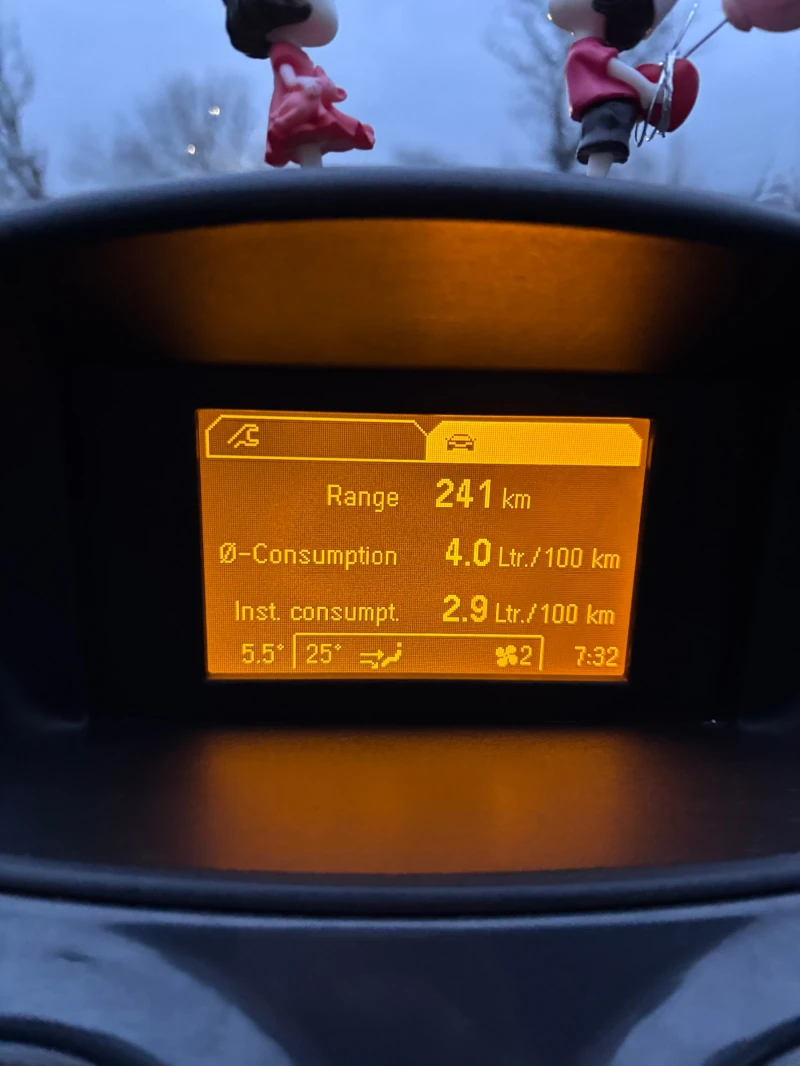 Range 241 km
Ø-Consumption 4.0 Ltr./100 km
Inst. consumpt. 2.9 Ltr./100 km
5.5° 25° 2 7:32